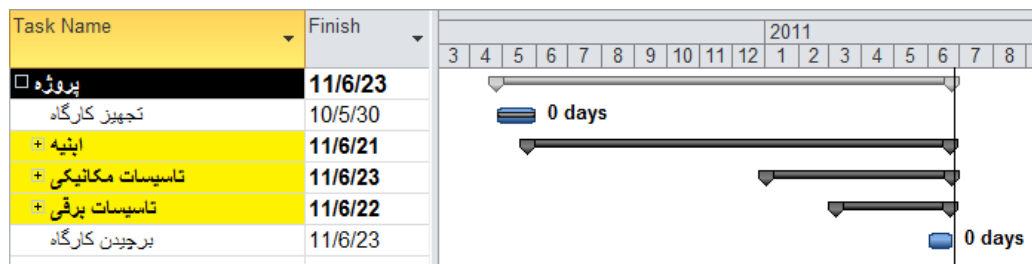 Task Name Finish
2011
3 4 5 6 7 8 9 10 11 12 1 2 3 4 5 6 7 8
پروژه 11/6/23
تجهیز کارگاه 10/5/30 0 days
ابنیه 11/6/21
تاسیسات مکانیکی 11/6/23
تاسیسات برقی 11/6/22
برچیدن کارگاه 11/6/23 0 days